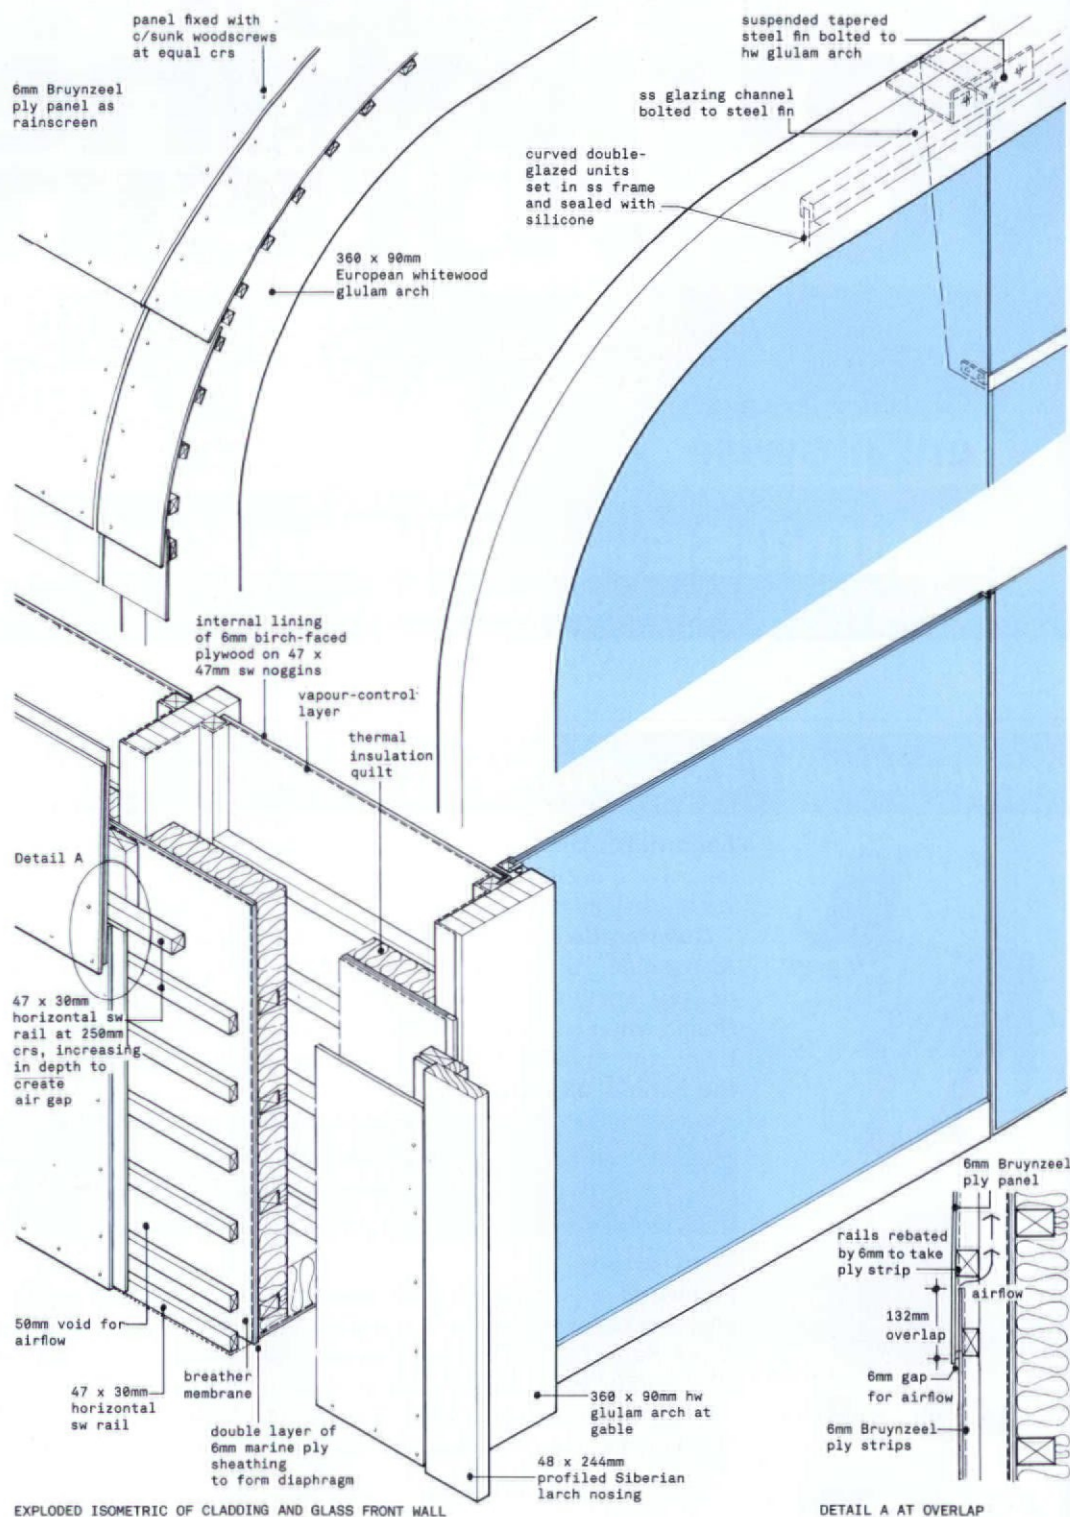 panel fixed with
c/sunk woodscrews
at equal crs
6mm Bruynzeel
ply panel as
rainscreen
suspended tapered
steel fin bolted to
hw glulam arch
ss glazing channel
bolted to steel fin
curved double-
glazed units
set in ss frame
and sealed with
silicone
360 x 90mm
European whitewood
glulam arch
internal lining
of 6mm birch-faced
plywood on 47 x
47mm sw noggins
vapour-control
layer
thermal
insulation
quilt
Detail A
47 x 30mm
horizontal sw
rail at 250mm
crs, increasing
in depth to
create
air gap
50mm void for
airflow
47 x 30mm
horizontal
sw rail
breather
membrane
double layer of
6mm marine ply
sheathing
to form diaphragm
360 x 90mm hw
glulam arch at
gable
48 x 244mm
profiled Siberian
larch nosing
6mm Bruynzeel
ply panel
rails rebated
by 6mm to take
ply strip
airflow
132mm
overlap
6mm gap
for airflow
6mm Bruynzeel
ply strips
EXPLODED ISOMETRIC OF CLADDING AND GLASS FRONT WALL
DETAIL A AT OVERLAP